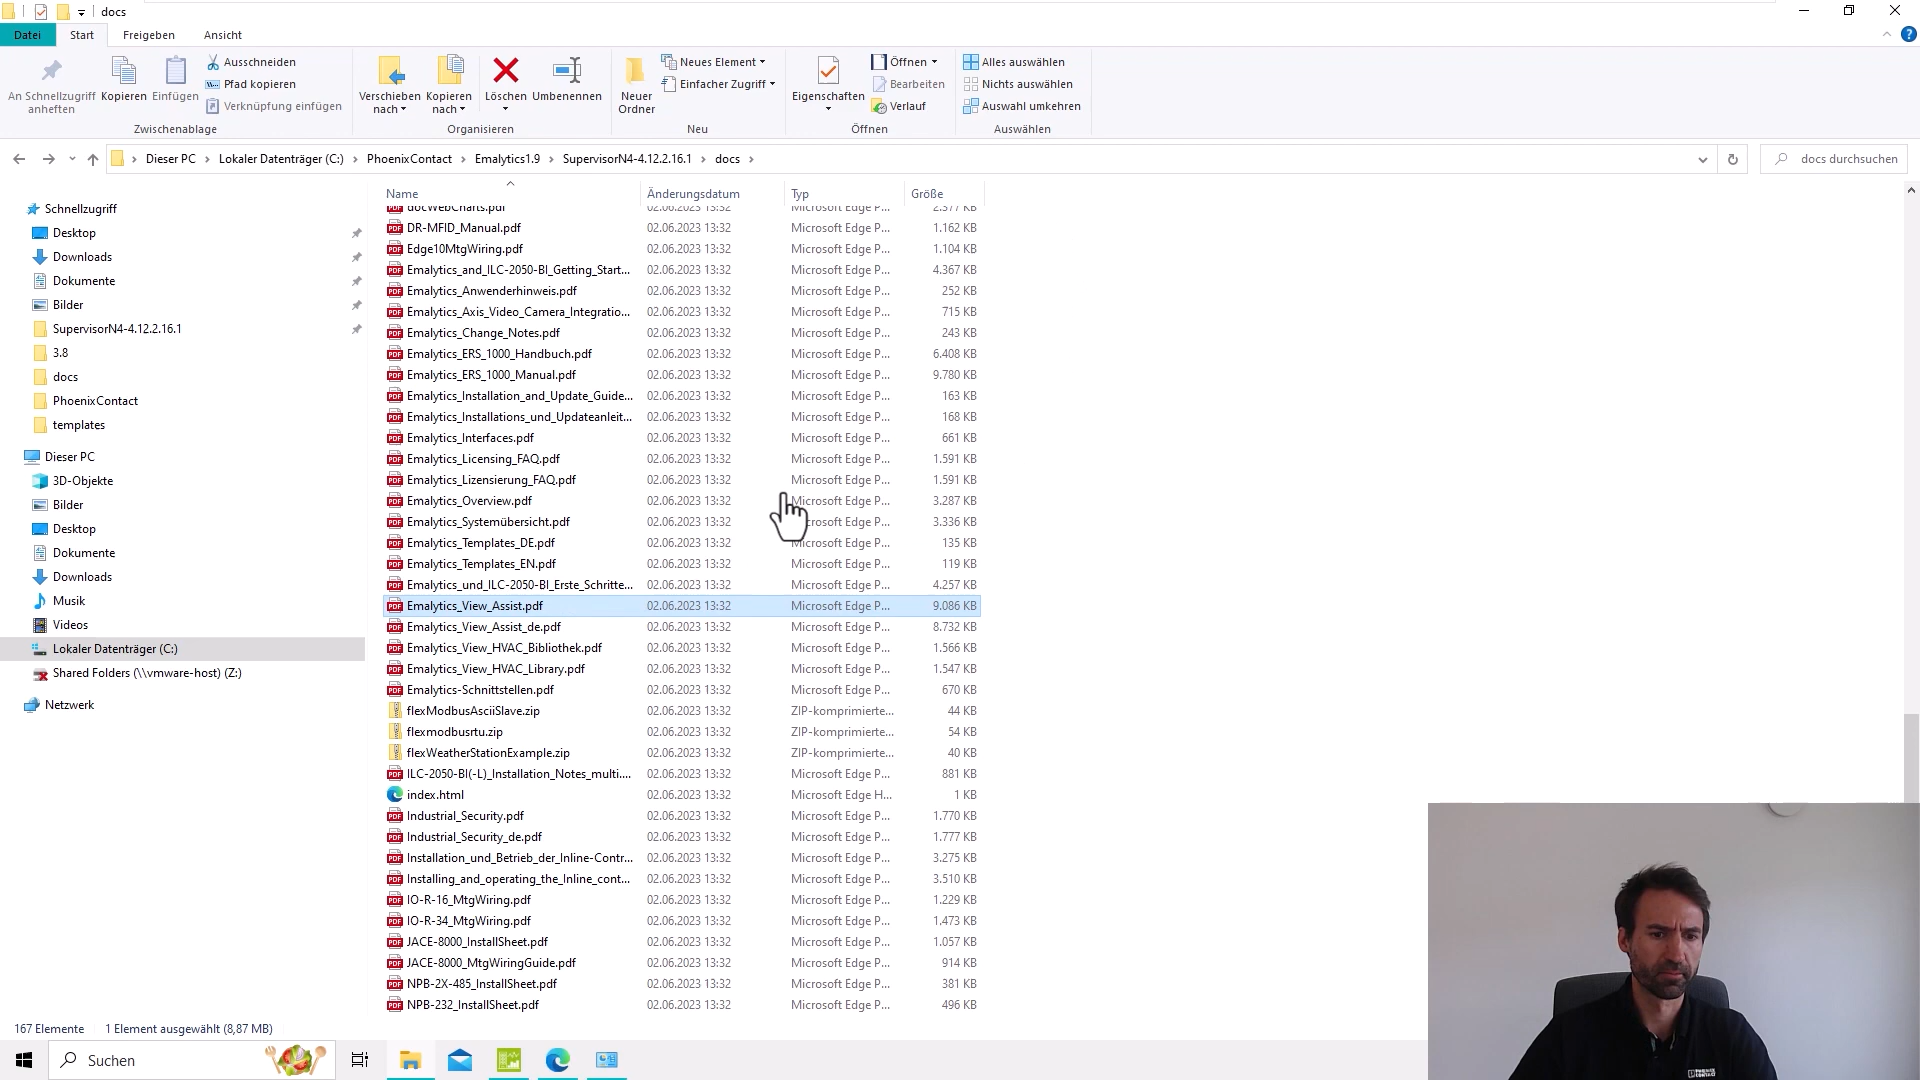 docs
Datei Start Freigeben Ansicht
An Schnellzugriff anheften
Kopieren
Einfügen
Ausschneiden
Pfad kopieren
Verknüpfung einfügen
Zwischenablage
Verschieben nach
Kopieren nach
Löschen
Umbenennen
Organisieren
Neuer Ordner
Neues Element
Einfacher Zugriff
Neu
Eigenschaften
Öffnen
Bearbeiten
Verlauf
Öffnen
Alles auswählen
Nichts auswählen
Auswahl umkehren
Auswählen
Dieser PC Lokaler Datenträger (C:) PhoenixContact Emalytics1.9 SupervisorN4-4.12.2.16.1 docs
docs durchsuchen
Schnellzugriff
Desktop
Downloads
Dokumente
Bilder
SupervisorN4-4.12.2.16.1
3.8
docs
PhoenixContact
templates
Dieser PC
3D-Objekte
Bilder
Desktop
Dokumente
Downloads
Musik
Videos
Lokaler Datenträger (C:)
Shared Folders (\\vmware-host) (Z:)
Netzwerk
Name Änderungsdatum Typ Größe
docWebCharts.pdf 02.06.2023 13:32 Microsoft Edge P... 2.377 KB
DR-MFID_Manual.pdf 02.06.2023 13:32 Microsoft Edge P... 1.162 KB
Edge10MtgWiring.pdf 02.06.2023 13:32 Microsoft Edge P... 1.104 KB
Emalytics_and_ILC-2050-BI_Getting_Start... 02.06.2023 13:32 Microsoft Edge P... 4.367 KB
Emalytics_Anwenderhinweis.pdf 02.06.2023 13:32 Microsoft Edge P... 252 KB
Emalytics_Axis_Video_Camera_Integratio... 02.06.2023 13:32 Microsoft Edge P... 715 KB
Emalytics_Change_Notes.pdf 02.06.2023 13:32 Microsoft Edge P... 243 KB
Emalytics_ERS_1000_Handbuch.pdf 02.06.2023 13:32 Microsoft Edge P... 6.408 KB
Emalytics_ERS_1000_Manual.pdf 02.06.2023 13:32 Microsoft Edge P... 9.780 KB
Emalytics_Installation_and_Update_Guide... 02.06.2023 13:32 Microsoft Edge P... 163 KB
Emalytics_Installations_und_Updateanleit... 02.06.2023 13:32 Microsoft Edge P... 168 KB
Emalytics_Interfaces.pdf 02.06.2023 13:32 Microsoft Edge P... 661 KB
Emalytics_Licensing_FAQ.pdf 02.06.2023 13:32 Microsoft Edge P... 1.591 KB
Emalytics_Lizensierung_FAQ.pdf 02.06.2023 13:32 Microsoft Edge P... 1.591 KB
Emalytics_Overview.pdf 02.06.2023 13:32 Microsoft Edge P... 3.287 KB
Emalytics_Systemübersicht.pdf 02.06.2023 13:32 crosoft Edge P... 3.336 KB
Emalytics_Templates_DE.pdf 02.06.2023 13:32 Microsoft Edge P... 135 KB
Emalytics_Templates_EN.pdf 02.06.2023 13:32 Microsoft Edge P... 119 KB
Emalytics_und_ILC-2050-BI_Erste_Schritte... 02.06.2023 13:32 Microsoft Edge P... 4.257 KB
Emalytics_View_Assist.pdf 02.06.2023 13:32 Microsoft Edge P... 9.086 KB
Emalytics_View_Assist_de.pdf 02.06.2023 13:32 Microsoft Edge P... 8.732 KB
Emalytics_View_HVAC_Bibliothek.pdf 02.06.2023 13:32 Microsoft Edge P... 1.566 KB
Emalytics_View_HVAC_Library.pdf 02.06.2023 13:32 Microsoft Edge P... 1.547 KB
Emalytics-Schnittstellen.pdf 02.06.2023 13:32 Microsoft Edge P... 670 KB
flexModbusAsciiSlave.zip 02.06.2023 13:32 ZIP-komprimierte... 44 KB
flexmodbusrtu.zip 02.06.2023 13:32 ZIP-komprimierte... 54 KB
flexWeatherStationExample.zip 02.06.2023 13:32 ZIP-komprimierte... 40 KB
ILC-2050-BI(-L)_Installation_Notes_multi.... 02.06.2023 13:32 Microsoft Edge P... 881 KB
index.html 02.06.2023 13:32 Microsoft Edge H... 1 KB
Industrial_Security.pdf 02.06.2023 13:32 Microsoft Edge P... 1.770 KB
Industrial_Security_de.pdf 02.06.2023 13:32 Microsoft Edge P... 1.777 KB
Installation_und_Betrieb_der_Inline-Contr... 02.06.2023 13:32 Microsoft Edge P... 3.275 KB
Installing_and_operating_the_Inline_cont... 02.06.2023 13:32 Microsoft Edge P... 3.510 KB
IO-R-16_MtgWiring.pdf 02.06.2023 13:32 Microsoft Edge P... 1.229 KB
IO-R-34_MtgWiring.pdf 02.06.2023 13:32 Microsoft Edge P... 1.473 KB
JACE-8000_InstallSheet.pdf 02.06.2023 13:32 Microsoft Edge P... 1.057 KB
JACE-8000_MtgWiringGuide.pdf 02.06.2023 13:32 Microsoft Edge P... 914 KB
NPB-2X-485_InstallSheet.pdf 02.06.2023 13:32 Microsoft Edge P... 381 KB
NPB-232_InstallSheet.pdf 02.06.2023 13:32 Microsoft Edge P... 496 KB
167 Elemente 1 Element ausgewählt (8,87 MB)
Suchen